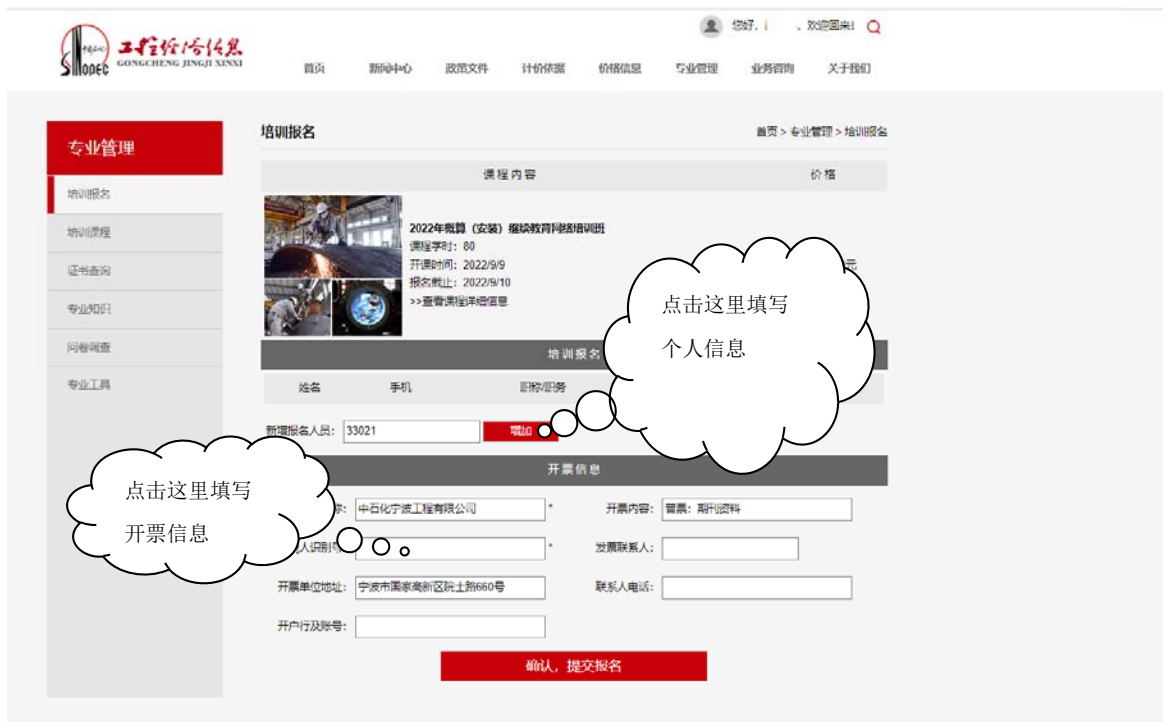 您好，
、欢迎回来！
SINOPEC
工程经济信息
GONGCHENG JINGJI XINXI
首页 新闻中心 政策文件 计价依据 价格信息 专业管理 业务咨询 关于我们
专业管理
培训报名
培训课程
证书查询
专业知识
问卷调查
专业工具
培训报名
首页 > 专业管理 > 培训报名
课程内容 价格
2022年概算（安装）继续教育网络培训班
课程学时：80
开课时间：2022/9/9
报名截止：2022/9/10
>>查看课程详细信息
元
点击这里填写
个人信息
培训报名
姓名 手机 职称/职务
新增报名人员： 33021 增加
开票信息
点击这里填写
开票信息
称： 中石化宁波工程有限公司 * 开票内容： 普票：期刊资料
人识别号 * 发票联系人：
开票单位地址： 宁波市国家高新区院士路660号 联系人电话：
开户行及账号：
确认，提交报名